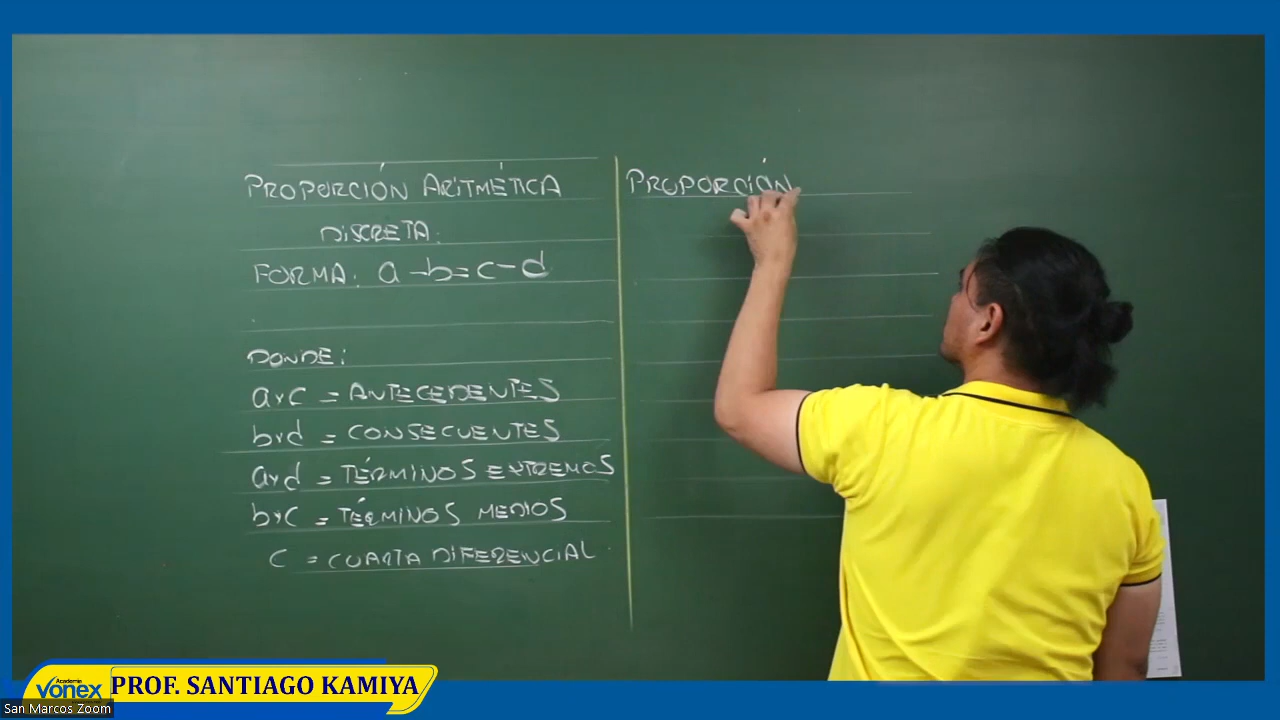 PROPORCIÓN ARITMÉTICA
DISCRETA:
FORMA: a - b = c - d
DONDE:
a y c = ANTECEDENTES
b y d = CONSECUENTES
a y d = TÉRMINOS EXTREMOS
b y c = TÉRMINOS MEDIOS
c = CUARTA DIFERENCIAL
PROPORCIÓN
Academia
Vonex
PROF. SANTIAGO KAMIYA
San Marcos Zoom